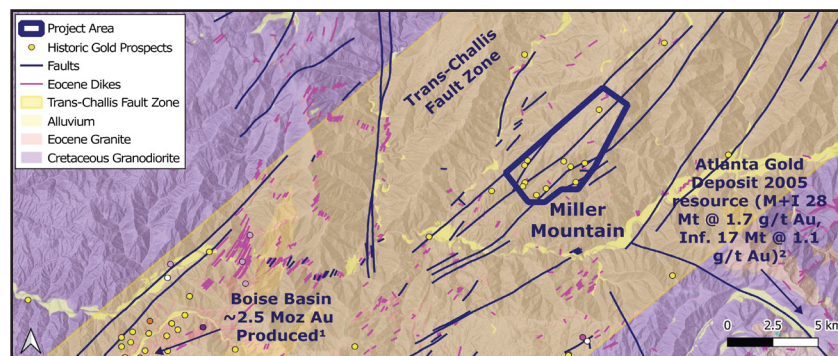 Project Area
Historic Gold Prospects
Faults
Eocene Dikes
Trans-Challis Fault Zone
Alluvium
Eocene Granite
Cretaceous Granodiorite
Trans-Challis
Fault Zone
Miller
Mountain
Atlanta Gold
Deposit 2005
resource (M+I 28
Mt @ 1.7 g/t Au,
Inf. 17 Mt @ 1.1
g/t Au)²
Boise Basin
~2.5 Moz Au
Produced¹
0 2.5 5 km